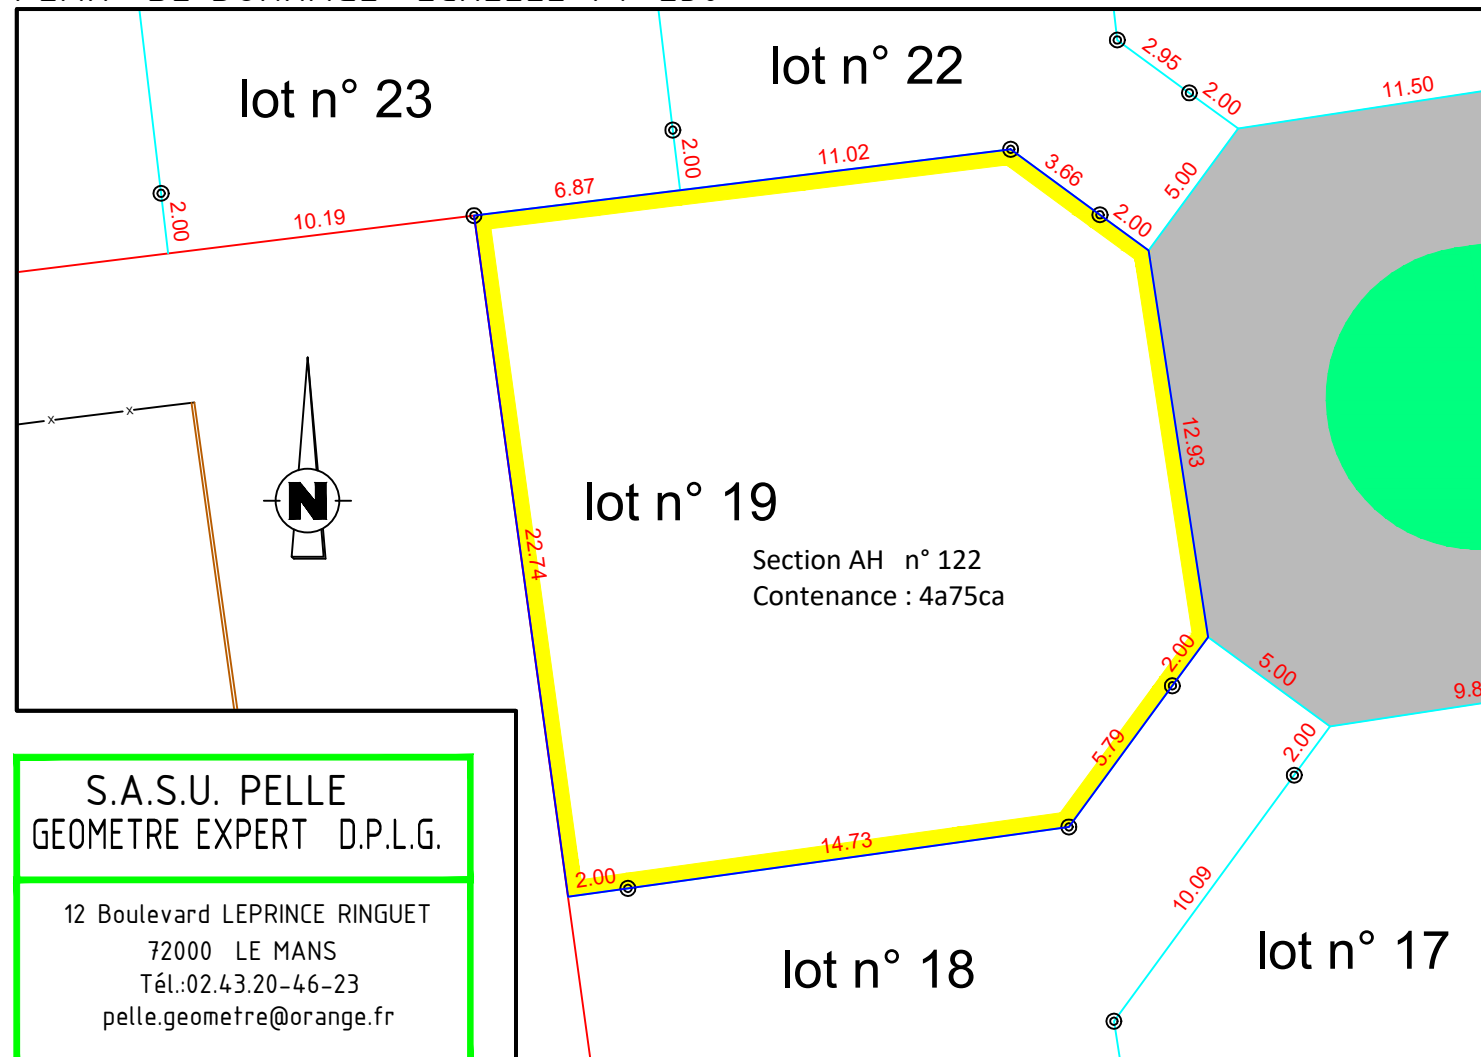 lot n° 23
lot n° 22
2.95
2.00
11.50
2.00
11.02
3.66
5.00
6.87
2.00
2.00
10.19
N
x
x
12.93
lot n° 19
22.74
Section AH n° 122
Contenance : 4a75ca
2.00
5.00
9.8
5.79
2.00
14.73
2.00
10.09
lot n° 18
lot n° 17
S.A.S.U. PELLE
GEOMETRE EXPERT D.P.L.G.
12 Boulevard LEPRINCE RINGUET
72000 LE MANS
Tél.:02.43.20-46-23
pelle.geometre@orange.fr